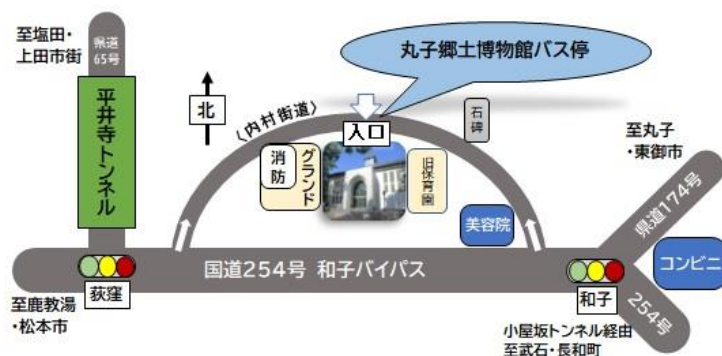 至塩田・
上田市街
県道
65号
平井寺トンネル
北
〈内村街道〉
丸子郷土博物館バス停
入口
石碑
消防
グランド
旧保育園
美容院
至丸子
・東御市
県道174号
コンビニ
国道254号 和子バイパス
荻窪
和子
254号
至鹿教湯
・松本市
小屋坂トンネル経由
至武石・長和町